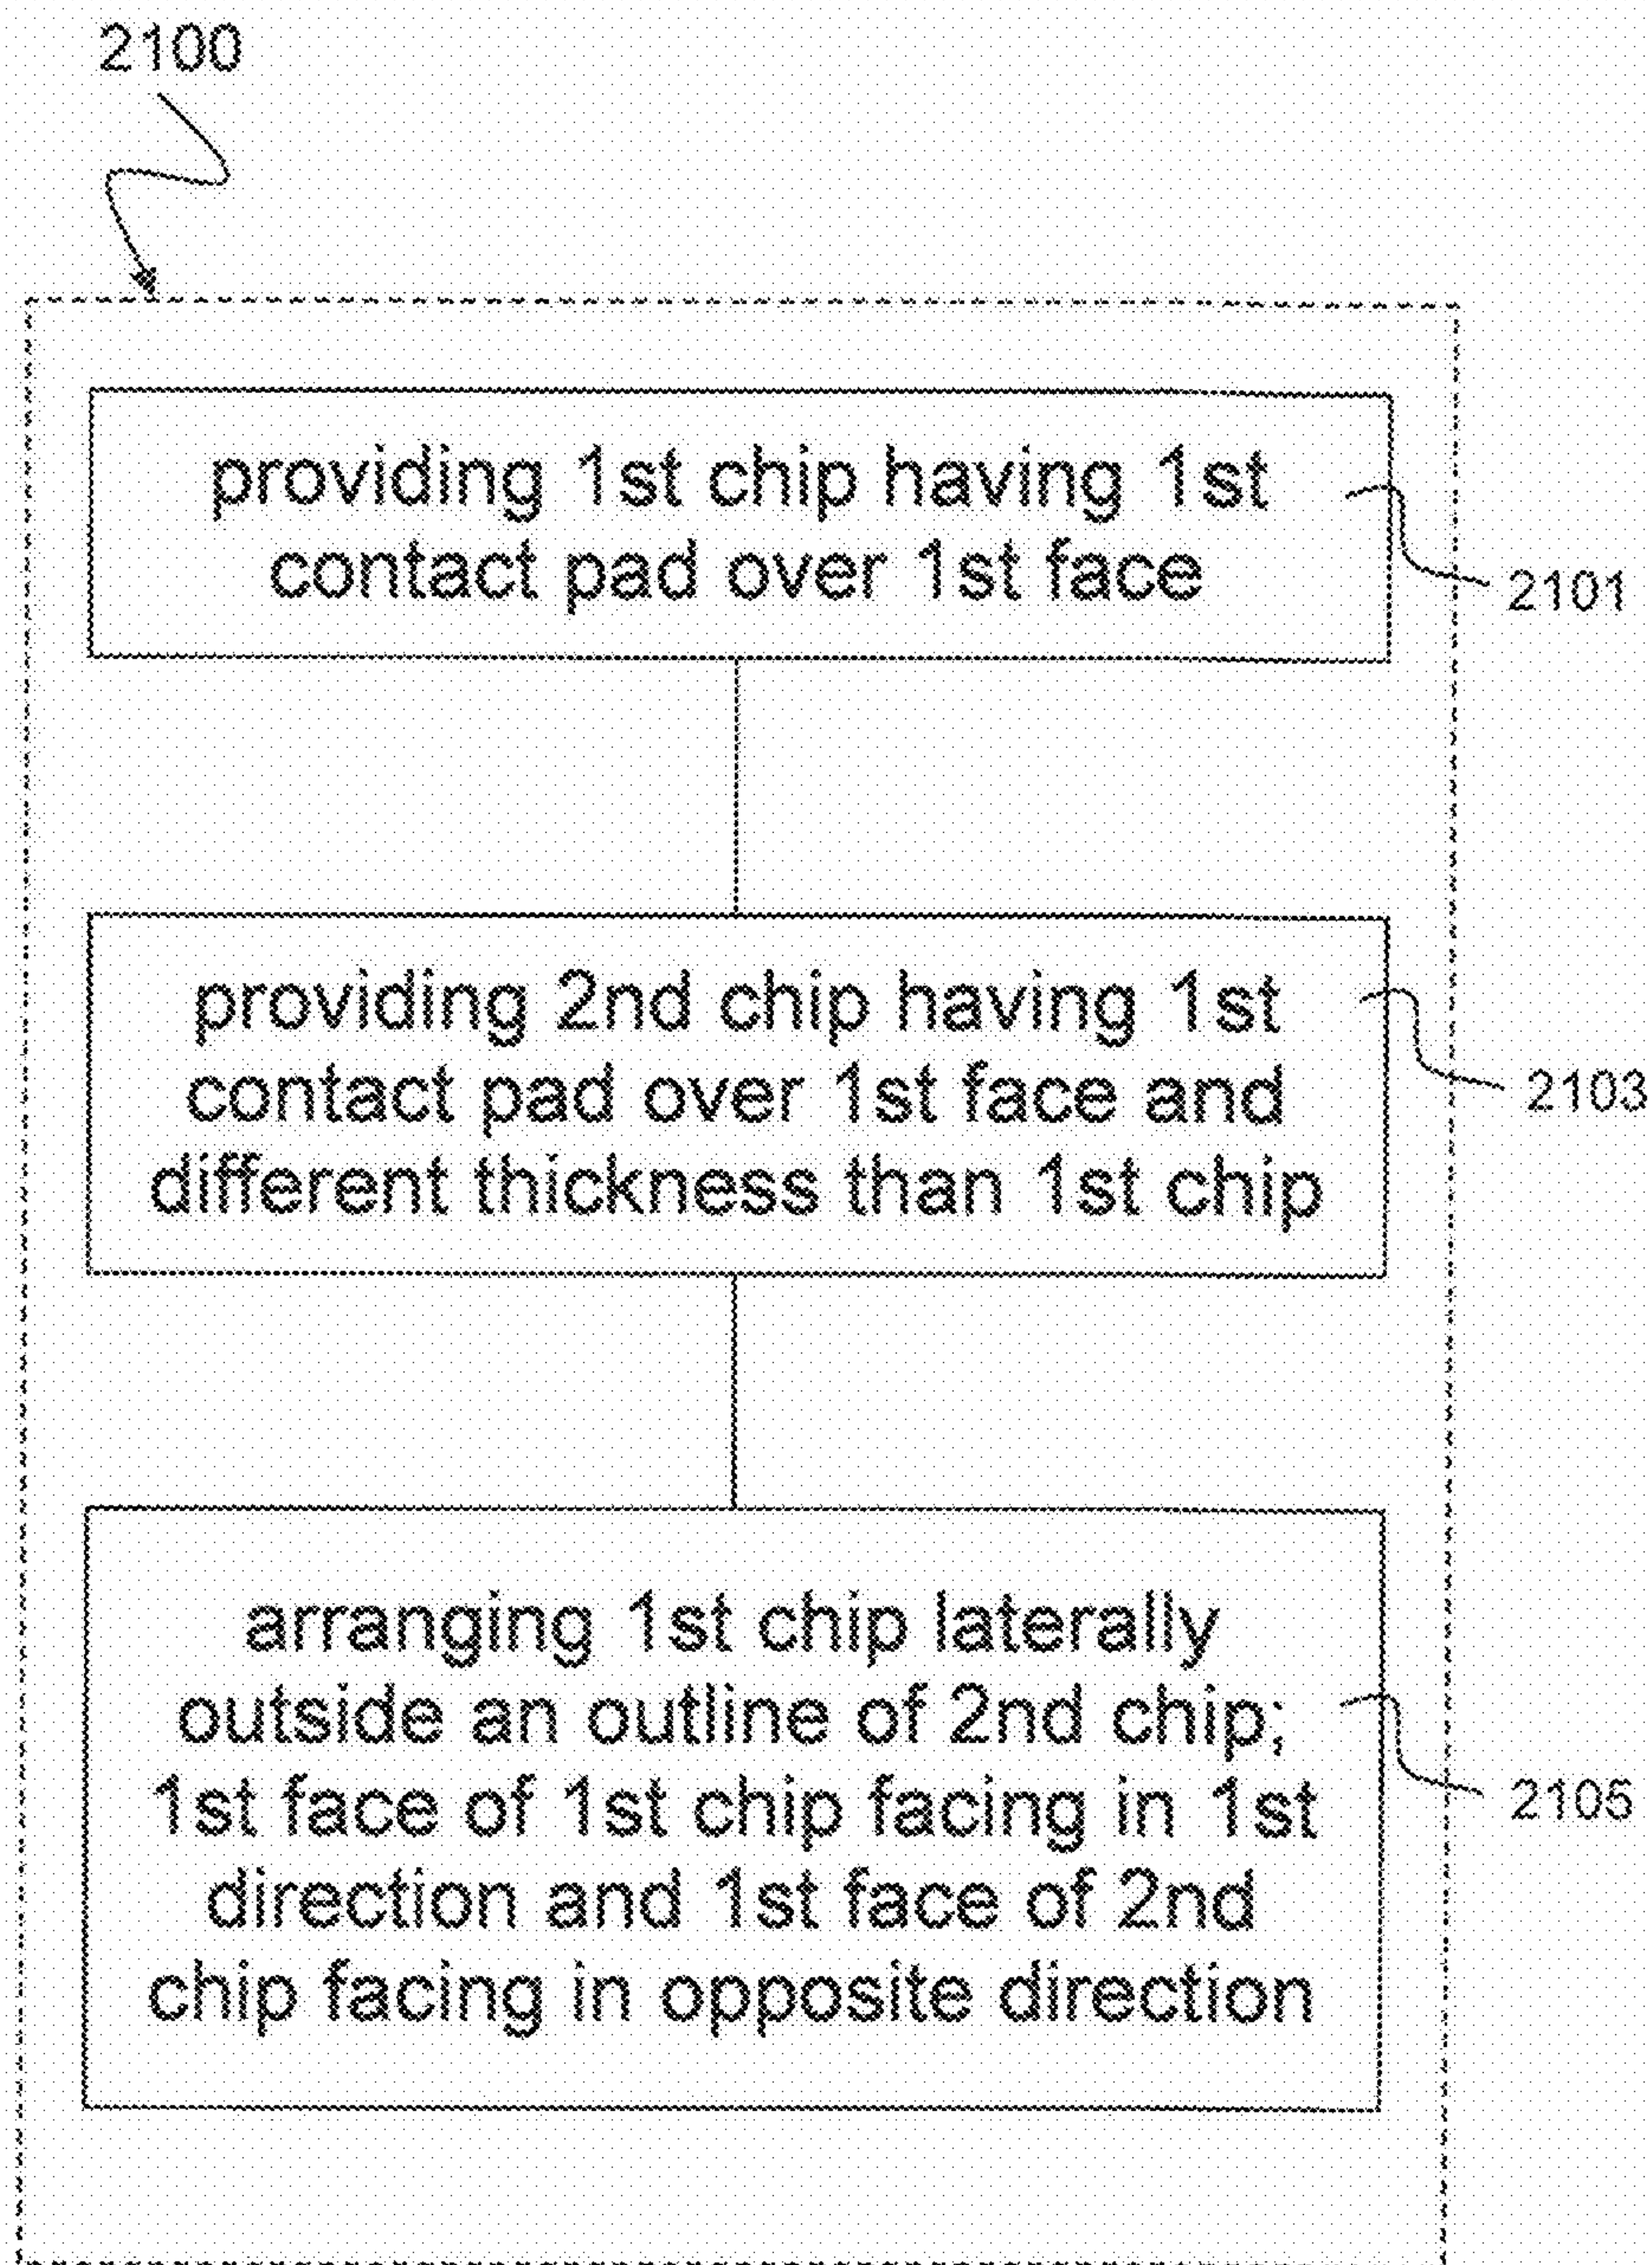 2100
providing 1st chip having 1st
contact pad over 1st face
2101
providing 2nd chip having 1st
contact pad over 1st face and
different thickness than 1st chip
2103
arranging 1st chip laterally
outside an outline of 2nd chip;
1st face of 1st chip facing in 1st
direction and 1st face of 2nd
chip facing in opposite direction
2105